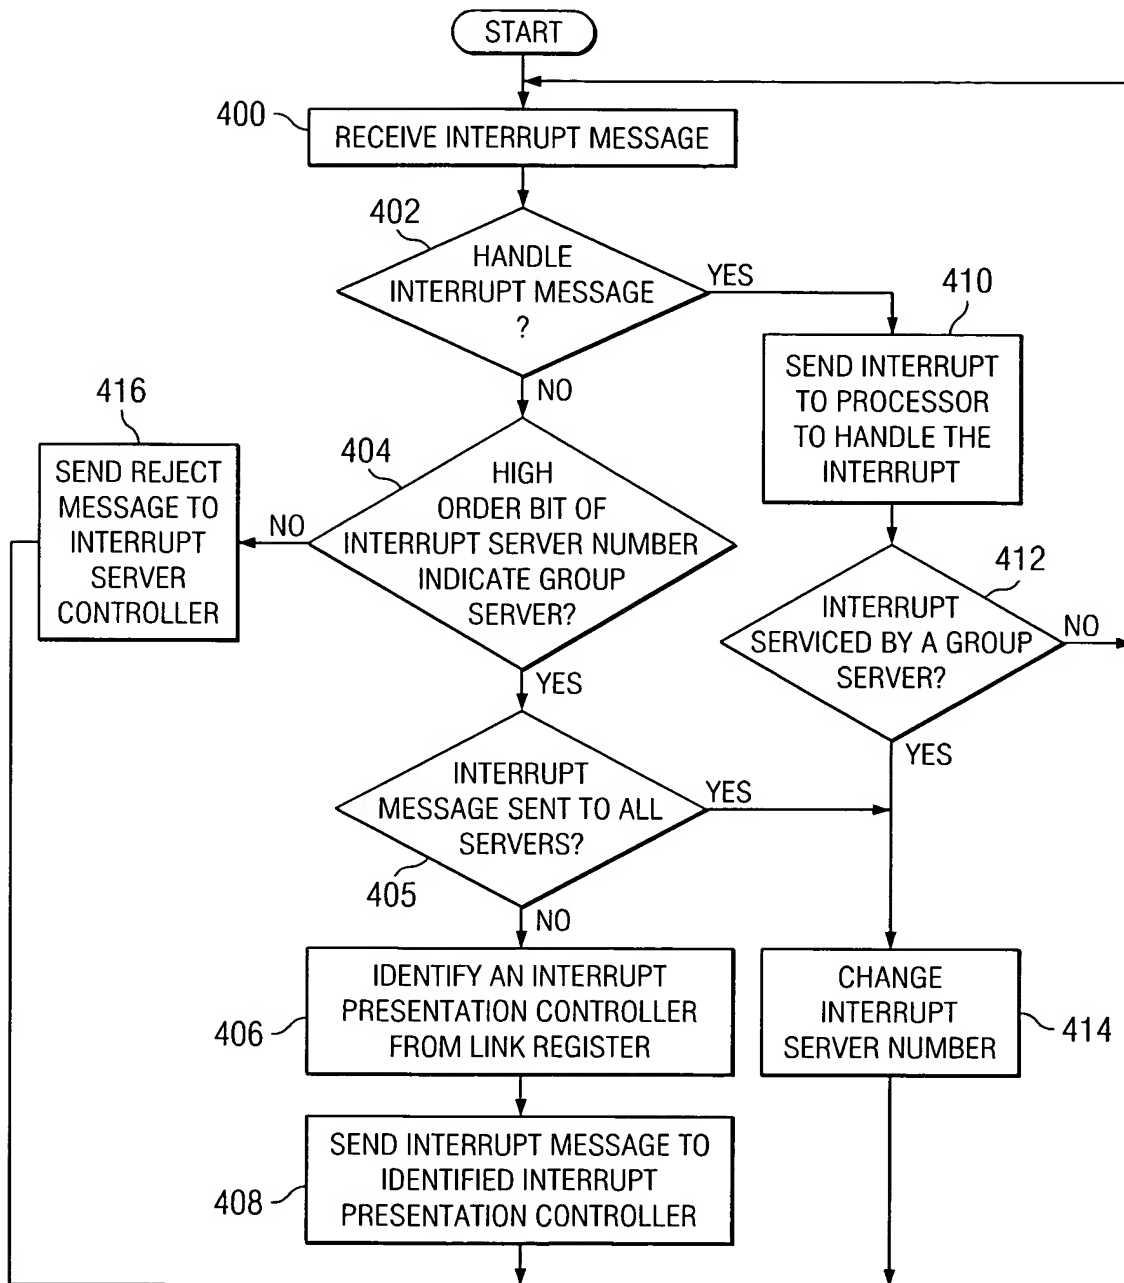 START
400
RECEIVE INTERRUPT MESSAGE
402
HANDLE
INTERRUPT MESSAGE
?
YES
NO
410
SEND INTERRUPT
TO PROCESSOR
TO HANDLE THE
INTERRUPT
416
SEND REJECT
MESSAGE TO
INTERRUPT
SERVER
CONTROLLER
NO
404
HIGH
ORDER BIT OF
INTERRUPT SERVER NUMBER
INDICATE GROUP
SERVER?
YES
412
INTERRUPT
SERVICED BY A GROUP
SERVER?
NO
YES
INTERRUPT
MESSAGE SENT TO ALL
SERVERS?
YES
405
NO
406
IDENTIFY AN INTERRUPT
PRESENTATION CONTROLLER
FROM LINK REGISTER
CHANGE
INTERRUPT
SERVER NUMBER
414
408
SEND INTERRUPT MESSAGE TO
IDENTIFIED INTERRUPT
PRESENTATION CONTROLLER